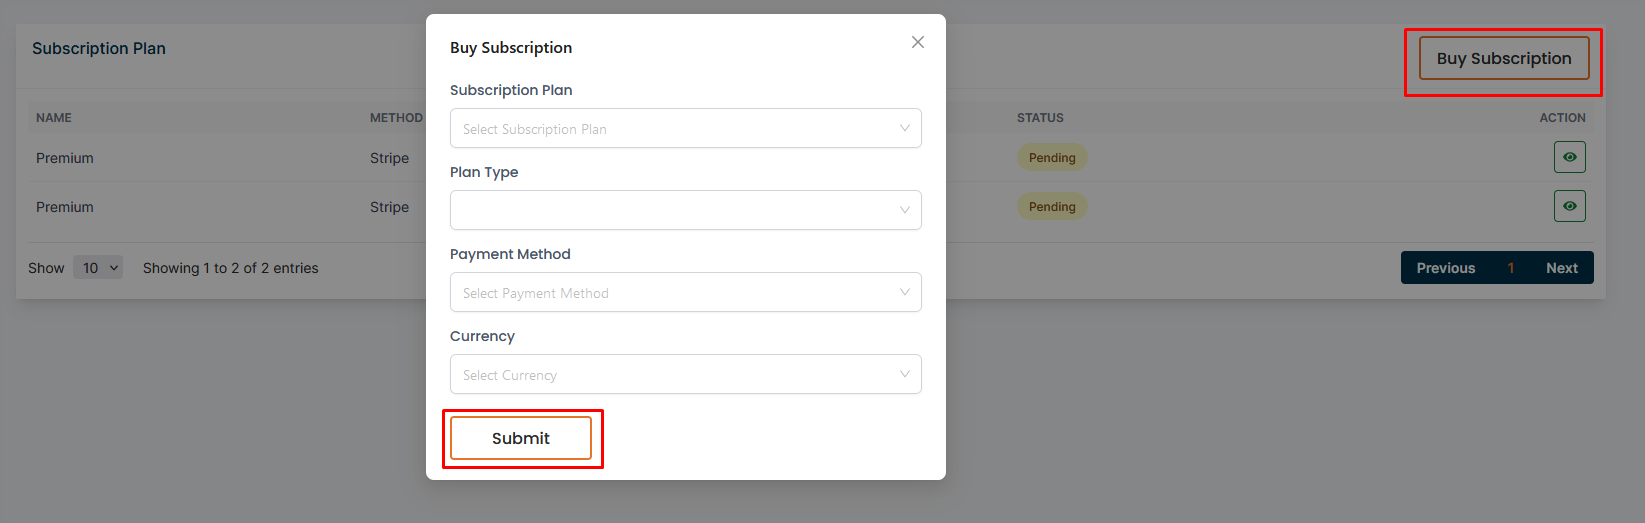 Subscription Plan
Buy Subscription
NAME METHOD STATUS ACTION
Premium Stripe Pending
Premium Stripe Pending
Show 10 Showing 1 to 2 of 2 entries
Previous 1 Next
Buy Subscription
Subscription Plan
Select Subscription Plan
Plan Type
Payment Method
Select Payment Method
Currency
Select Currency
Submit